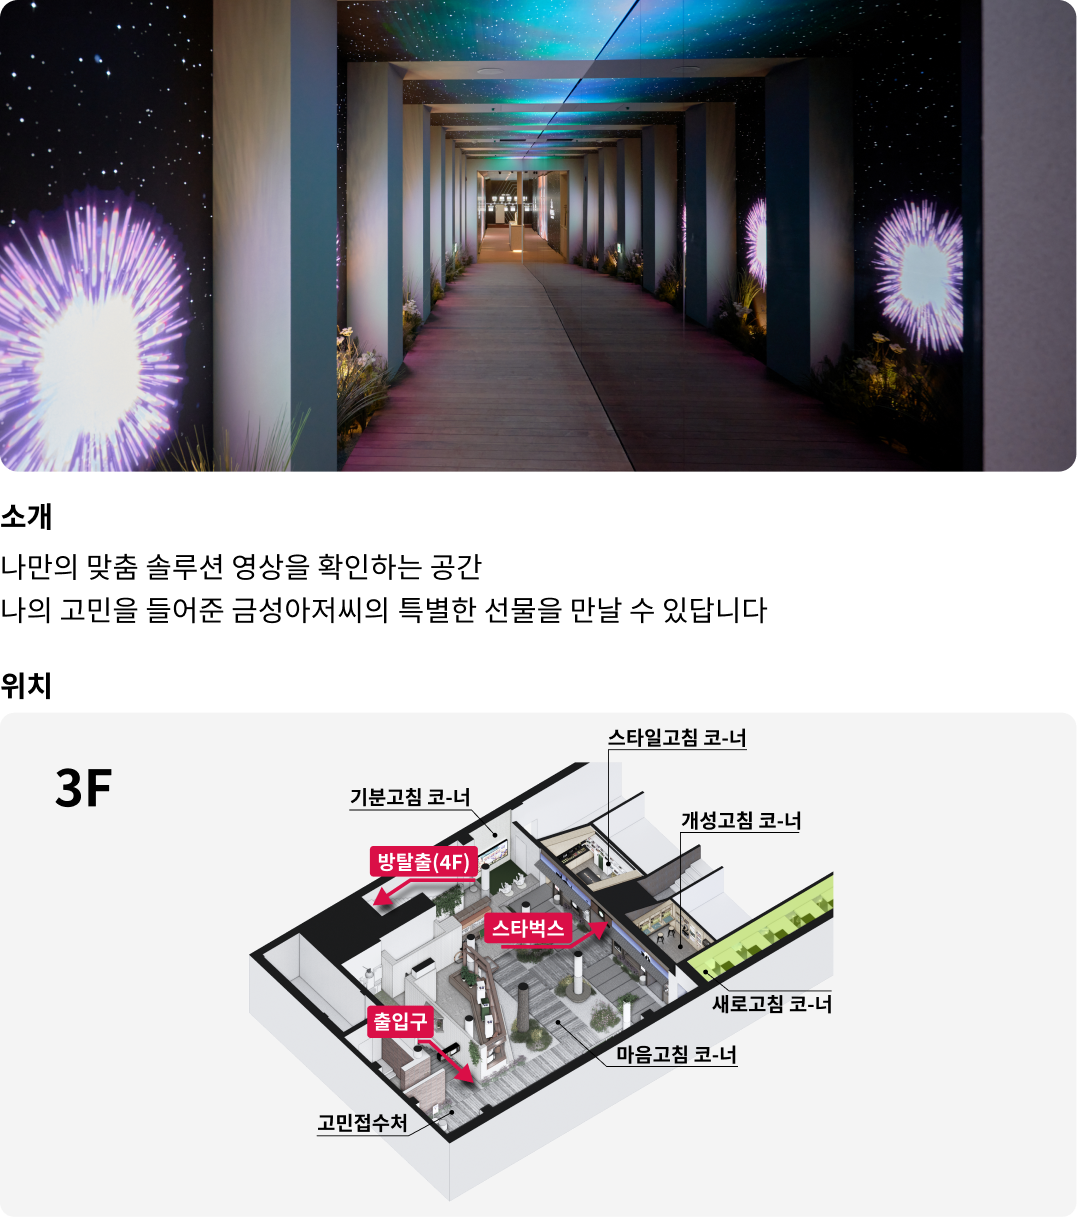 소개
나만의 맞춤 솔루션 영상을 확인하는 공간
나의 고민을 들어준 금성아저씨의 특별한 선물을 만날 수 있답니다
위치
3F
스타일고침 코-너
기분고침 코-너
개성고침 코-너
방탈출(4F)
스타벅스
새로고침 코-너
출입구
마음고침 코-너
고민접수처